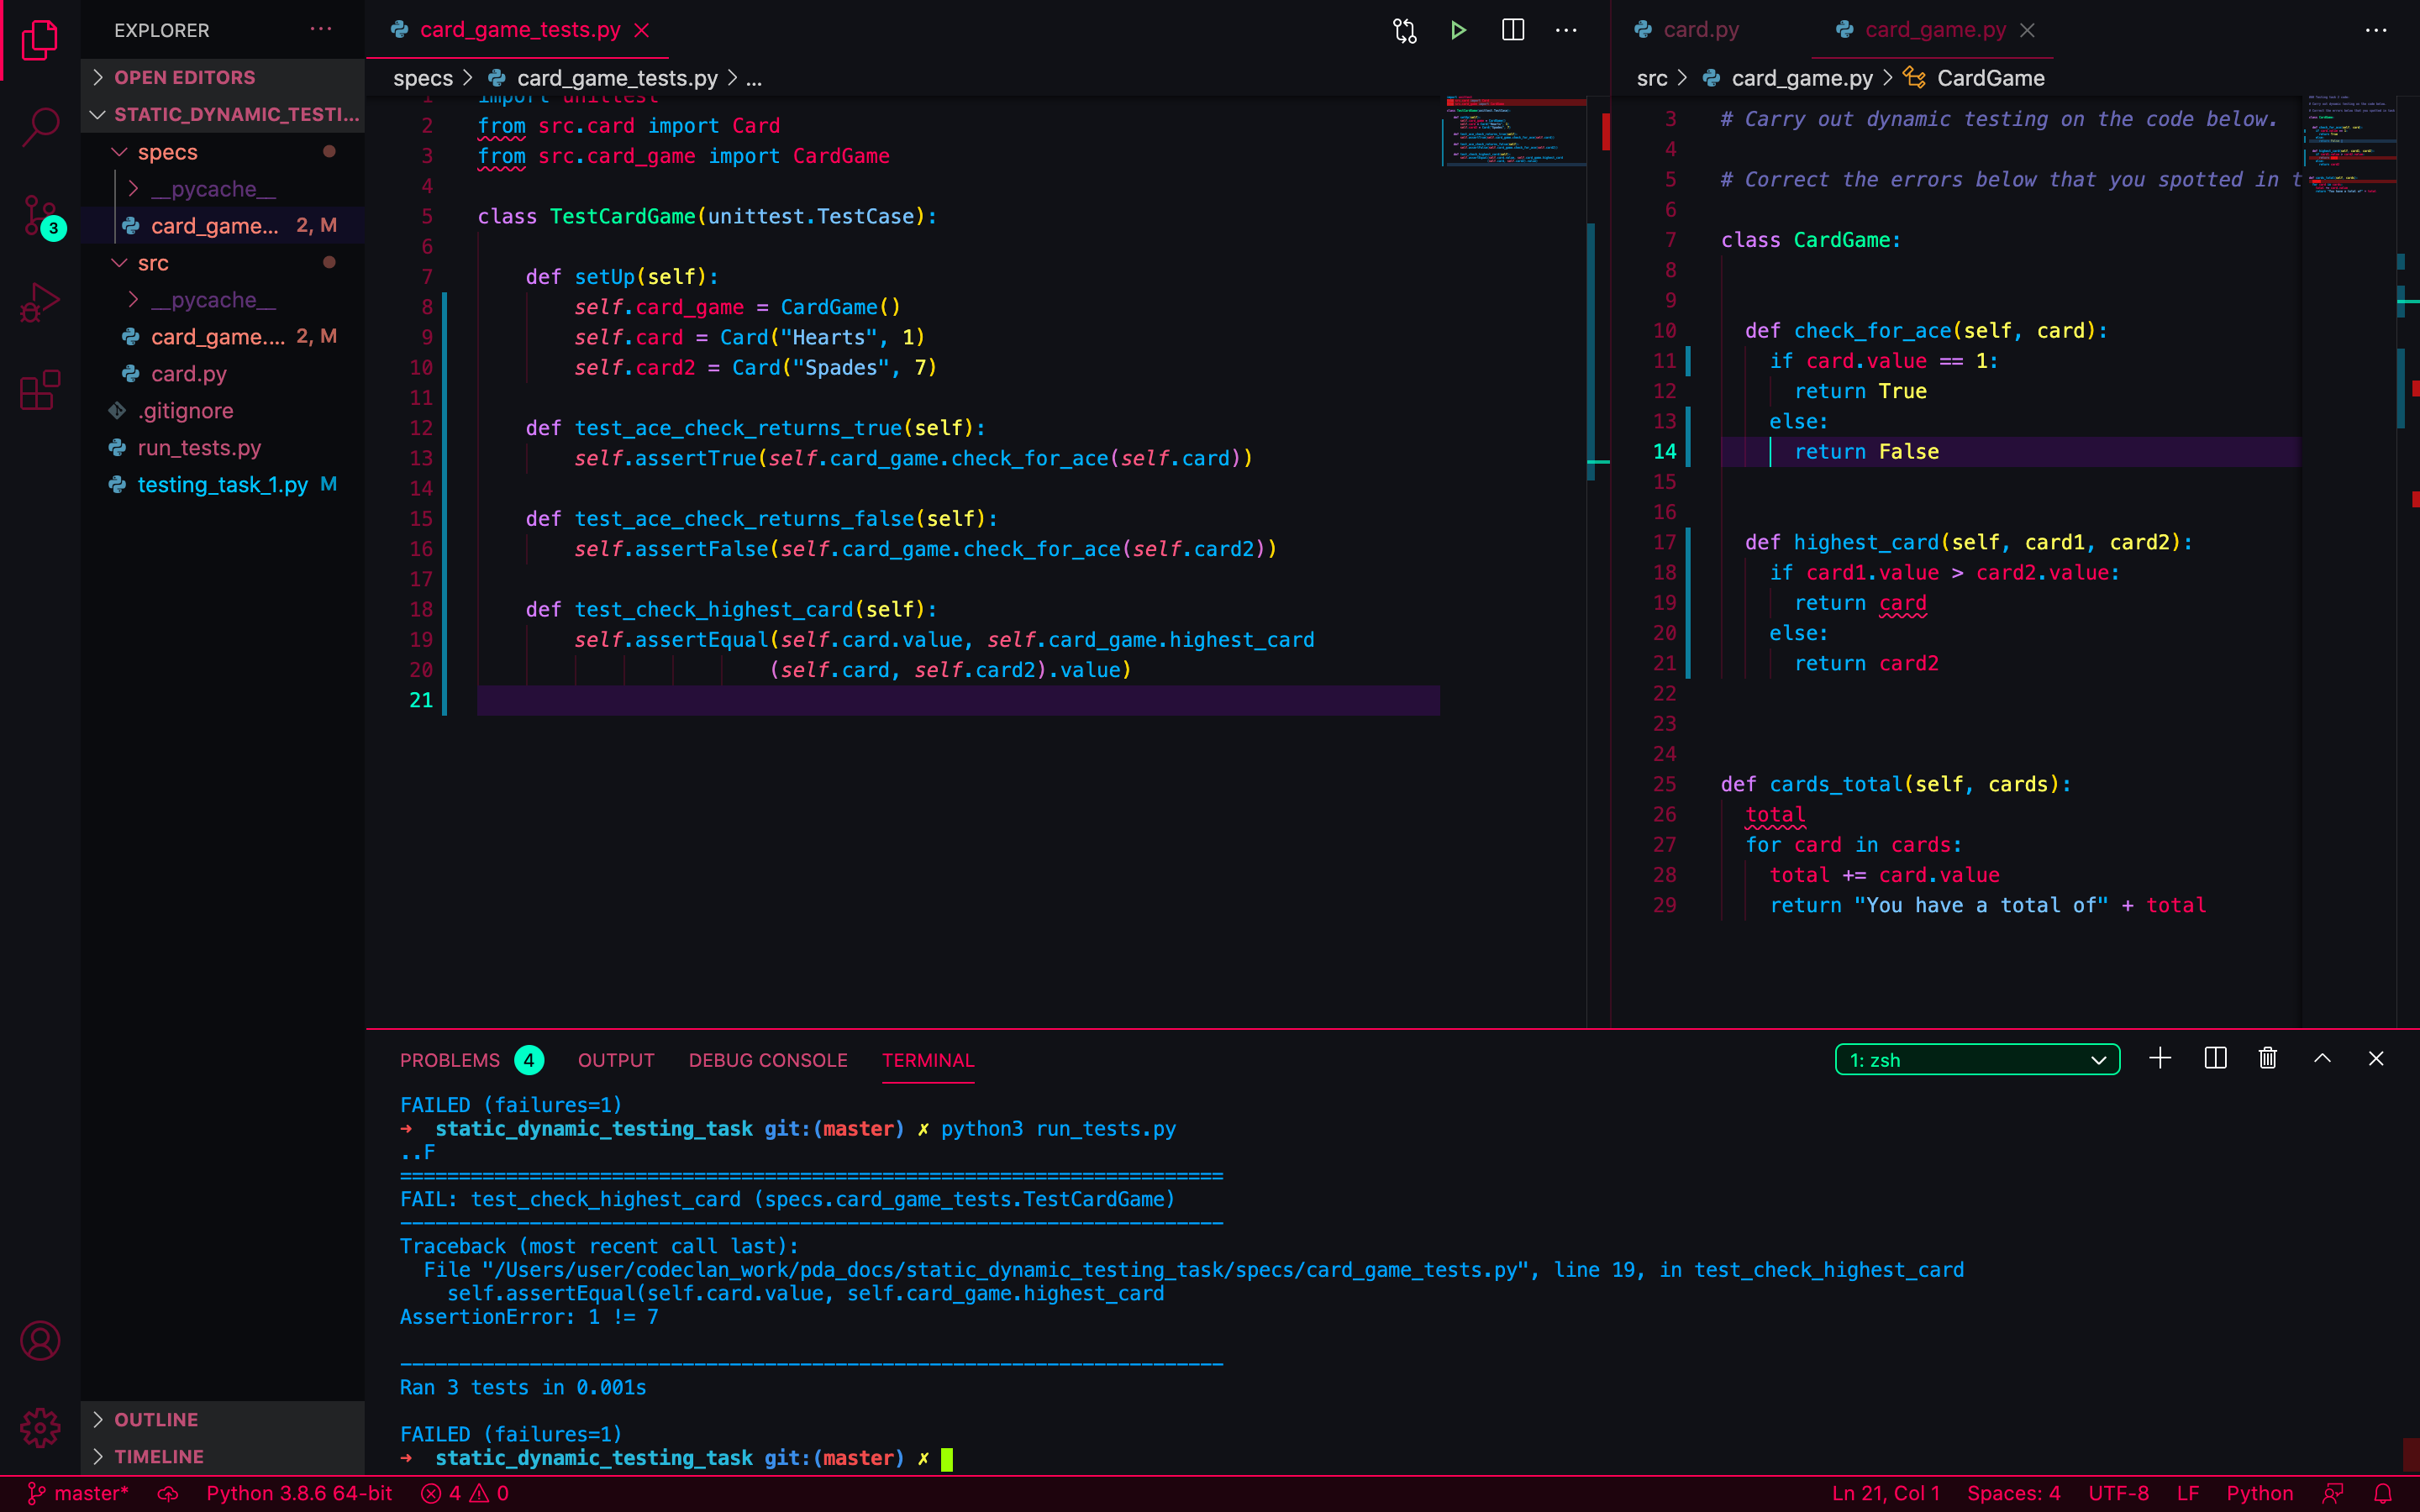 EXPLORER
OPEN EDITORS
STATIC_DYNAMIC_TESTI...
specs
__pycache__
card_game... 2, M
src
__pycache__
card_game.... 2, M
card.py
.gitignore
run_tests.py
testing_task_1.py M
3
OUTLINE
TIMELINE
card_game_tests.py
specs > card_game_tests.py > ...
1 import unittest
2 from src.card import Card
3 from src.card_game import CardGame
4
5 class TestCardGame(unittest.TestCase):
6
7 def setUp(self):
8 self.card_game = CardGame()
9 self.card = Card("Hearts", 1)
10 self.card2 = Card("Spades", 7)
11
12 def test_ace_check_returns_true(self):
13 self.assertTrue(self.card_game.check_for_ace(self.card))
14
15 def test_ace_check_returns_false(self):
16 self.assertFalse(self.card_game.check_for_ace(self.card2))
17
18 def test_check_highest_card(self):
19 self.assertEqual(self.card.value, self.card_game.highest_card
20 (self.card, self.card2).value)
21
card.py card_game.py
src > card_game.py > CardGame
3 # Carry out dynamic testing on the code below.
4
5 # Correct the errors below that you spotted in t
6
7 class CardGame:
8
9
10 def check_for_ace(self, card):
11 if card.value == 1:
12 return True
13 else:
14 return False
15
16
17 def highest_card(self, card1, card2):
18 if card1.value > card2.value:
19 return card
20 else:
21 return card2
22
23
24
25 def cards_total(self, cards):
26 total
27 for card in cards:
28 total += card.value
29 return "You have a total of" + total
PROBLEMS 4 OUTPUT DEBUG CONSOLE TERMINAL 1: zsh
FAILED (failures=1)
→ static_dynamic_testing_task git:(master) ✗ python3 run_tests.py
..F
======================================================================
FAIL: test_check_highest_card (specs.card_game_tests.TestCardGame)
----------------------------------------------------------------------
Traceback (most recent call last):
File "/Users/user/codeclan_work/pda_docs/static_dynamic_testing_task/specs/card_game_tests.py", line 19, in test_check_highest_card
self.assertEqual(self.card.value, self.card_game.highest_card
AssertionError: 1 != 7
----------------------------------------------------------------------
Ran 3 tests in 0.001s
FAILED (failures=1)
→ static_dynamic_testing_task git:(master) ✗
master* Python 3.8.6 64-bit 4 0 Ln 21, Col 1 Spaces: 4 UTF-8 LF Python